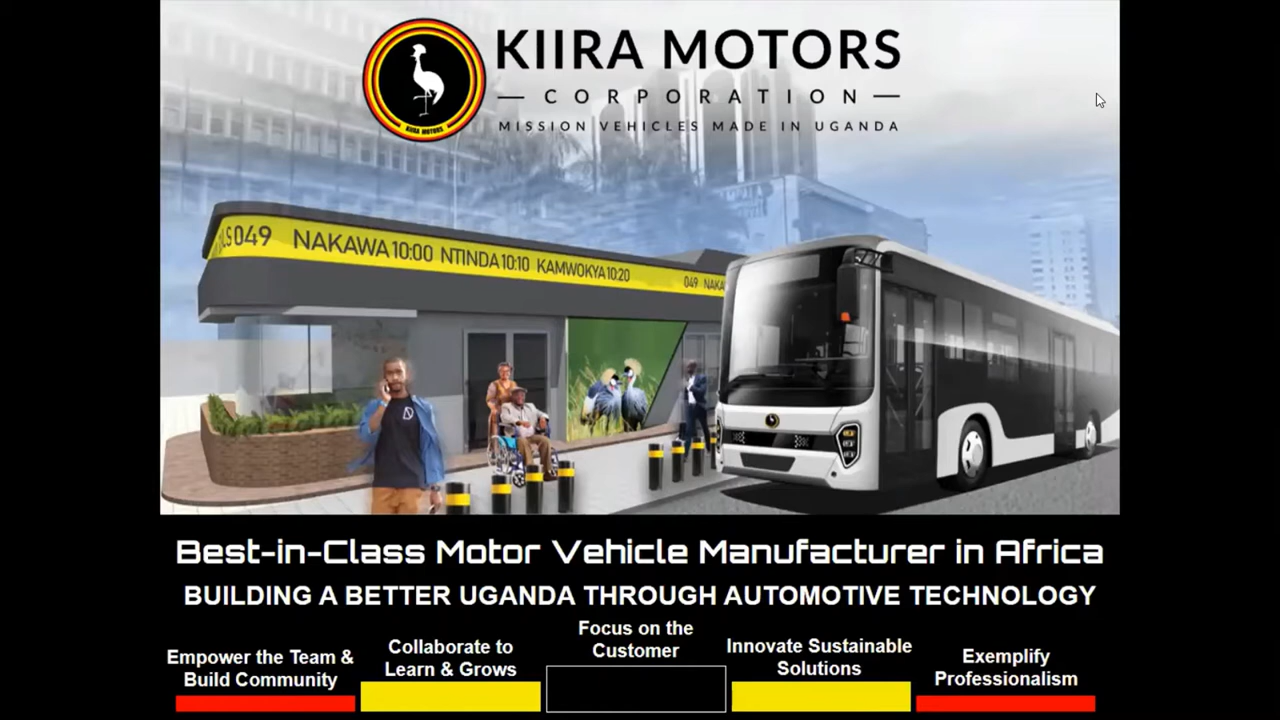 KIIRA MOTORS
CORPORATION
MISSION VEHICLES MADE IN UGANDA
KIIRA MOTORS
049 NAKAWA 10:00 NTINDA 10:10 KAMWOKYA 10:20
049 NAKA
Best-in-Class Motor Vehicle Manufacturer in Africa
BUILDING A BETTER UGANDA THROUGH AUTOMOTIVE TECHNOLOGY
Empower the Team &
Build Community
Collaborate to
Learn & Grows
Focus on the
Customer
Innovate Sustainable
Solutions
Exemplify
Professionalism